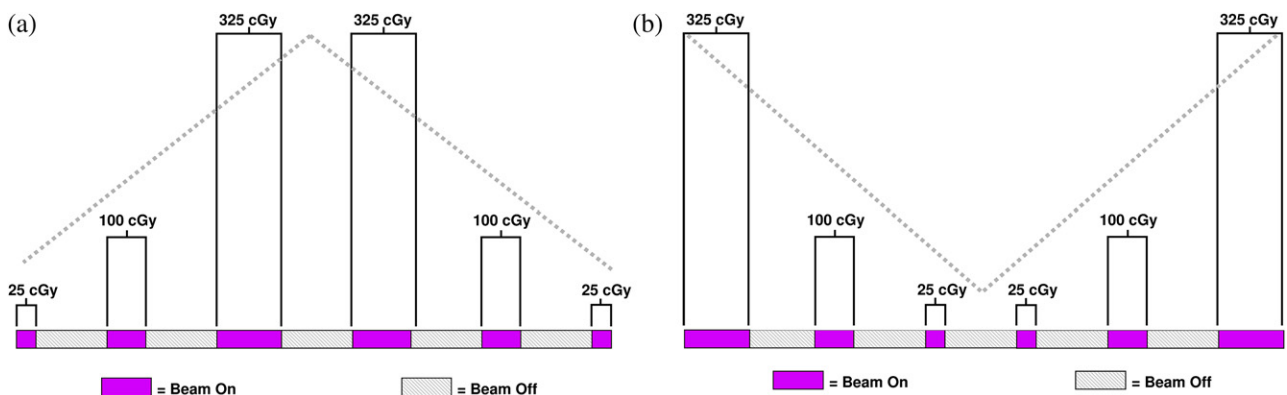 (a)
325 cGy 325 cGy
100 cGy 100 cGy
25 cGy 25 cGy
= Beam On = Beam Off
(b)
325 cGy 325 cGy
100 cGy 100 cGy
25 cGy 25 cGy
= Beam On = Beam Off